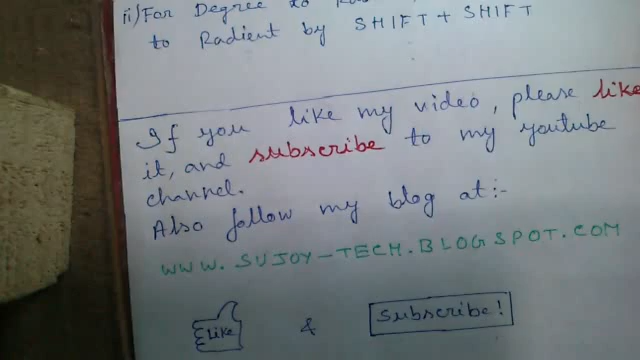 ii) For Degree to
to Radient by SHIFT + SHIFT
If you like my video, please like
it, and subscribe to my youtube
channel.
Also follow my blog at:-
WWW.SUJOY-TECH.BLOGSPOT.COM
Like & Subscribe!